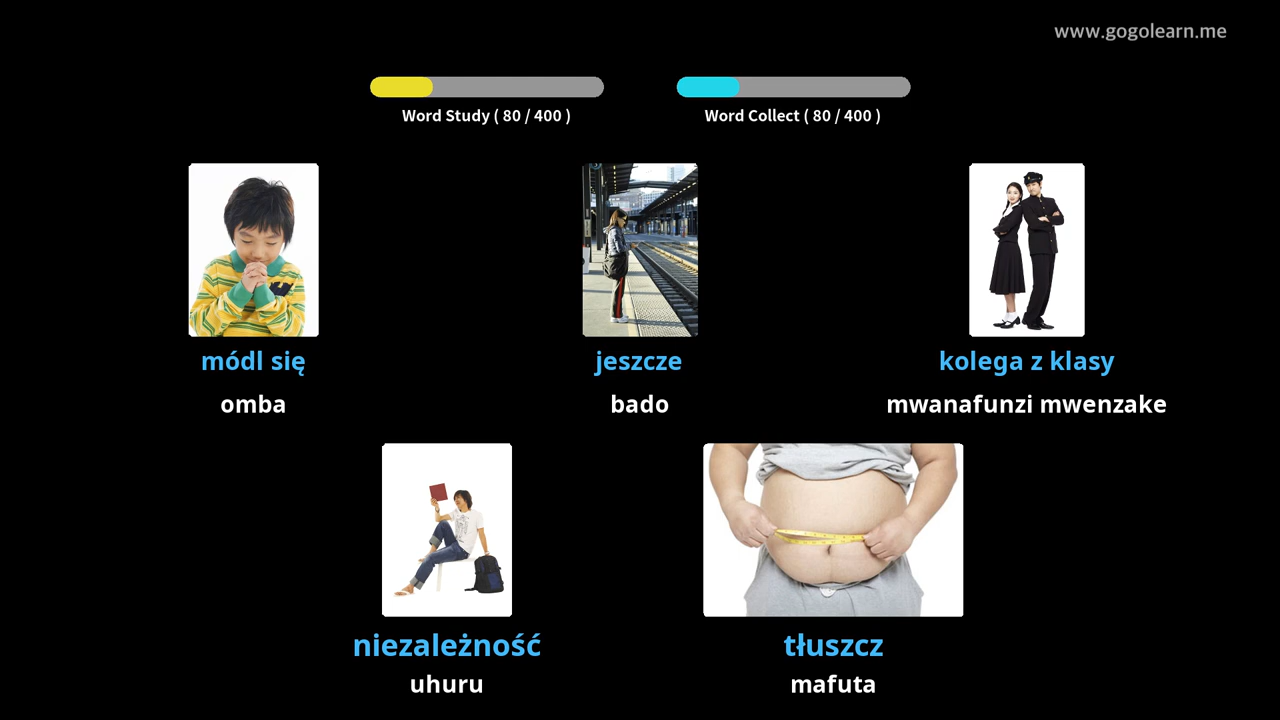 www.gogolearn.me
Word Study ( 80 / 400 )
Word Collect ( 80 / 400 )
módl się
jeszcze
kolega z klasy
omba
bado
mwanafunzi mwenzake
niezależność
tłuszcz
uhuru
mafuta